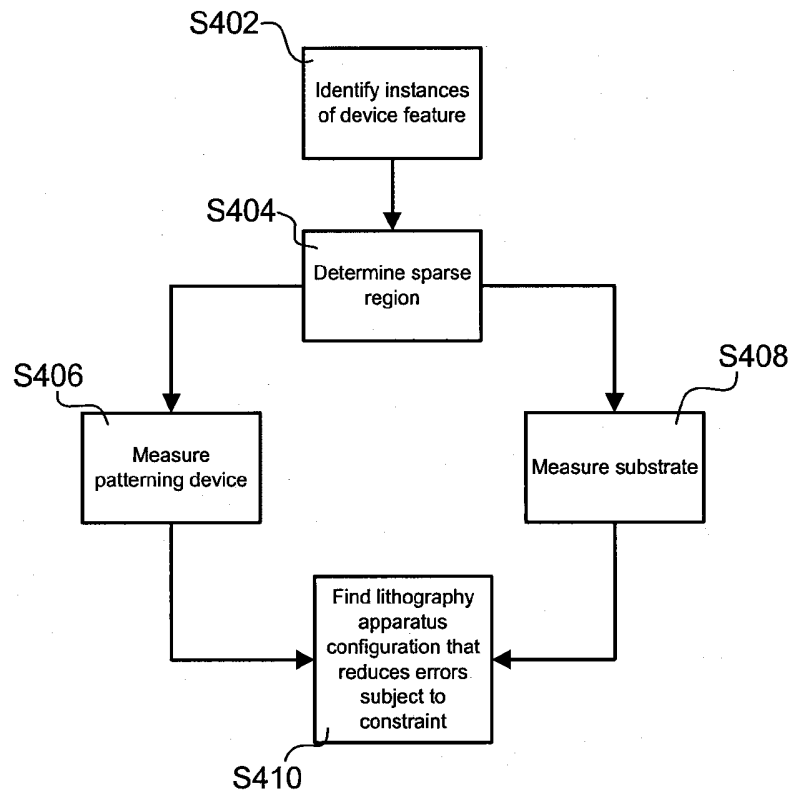 S402
Identify instances
of device feature
S404
Determine sparse
region
S406
Measure
patterning device
S408
Measure substrate
Find lithography
apparatus
configuration that
reduces errors
subject to
constraint
S410